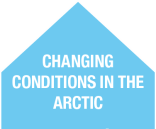 CHANGING
CONDITIONS IN THE
ARCTIC